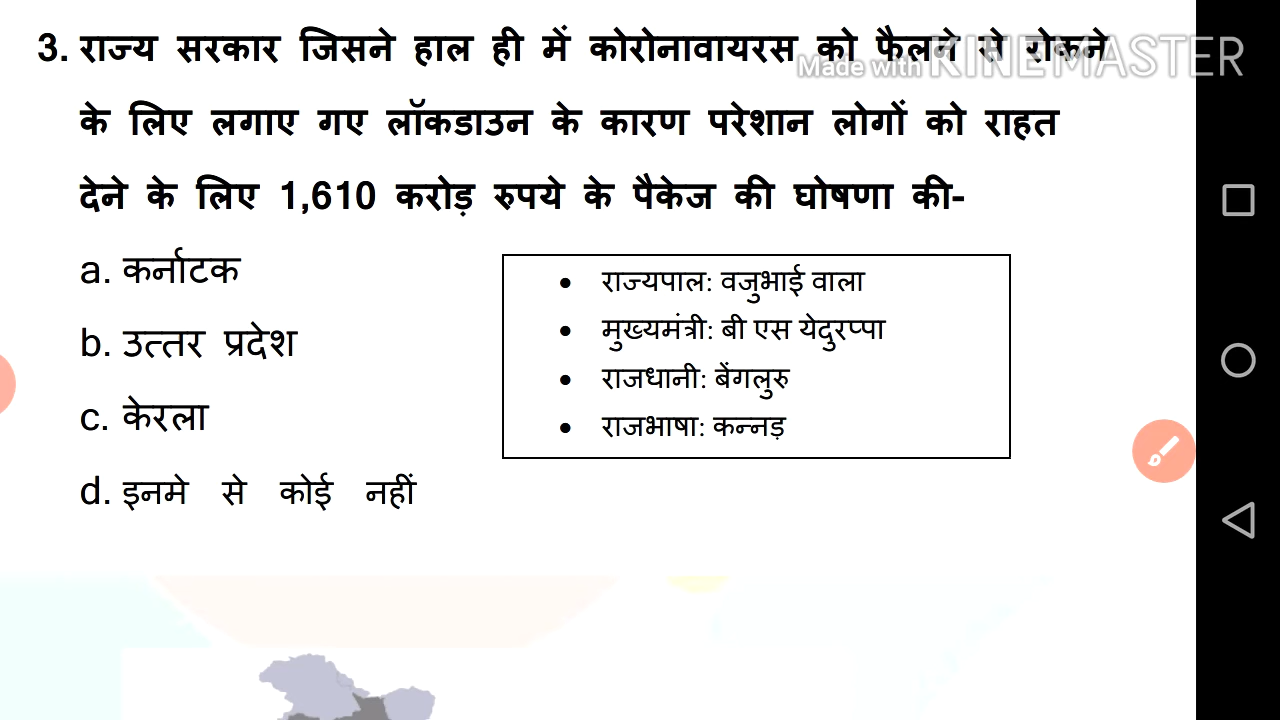 3. राज्य सरकार जिसने हाल ही में कोरोनावायरस को फैलने से रोकने
Made with KINEMASTER
के लिए लगाए गए लॉकडाउन के कारण परेशान लोगों को राहत
देने के लिए 1,610 करोड़ रुपये के पैकेज की घोषणा की-
a. कर्नाटक
b. उत्तर प्रदेश
c. केरला
d. इनमे से कोई नहीं
• राज्यपाल: वजुभाई वाला
• मुख्यमंत्री: बी एस येदुरप्पा
• राजधानी: बेंगलुरु
• राजभाषा: कन्नड़